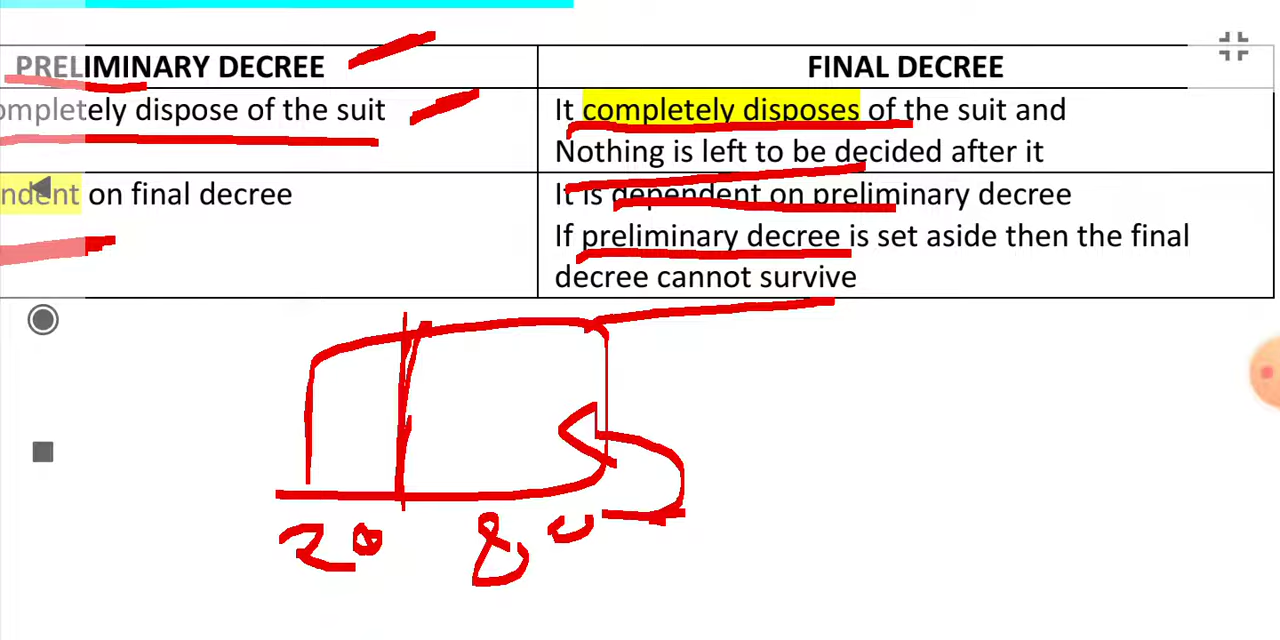 PRELIMINARY DECREE
FINAL DECREE
ompletely dispose of the suit
It completely disposes of the suit and
Nothing is left to be decided after it
ndent on final decree
It is dependent on preliminary decree
If preliminary decree is set aside then the final
decree cannot survive
20 80